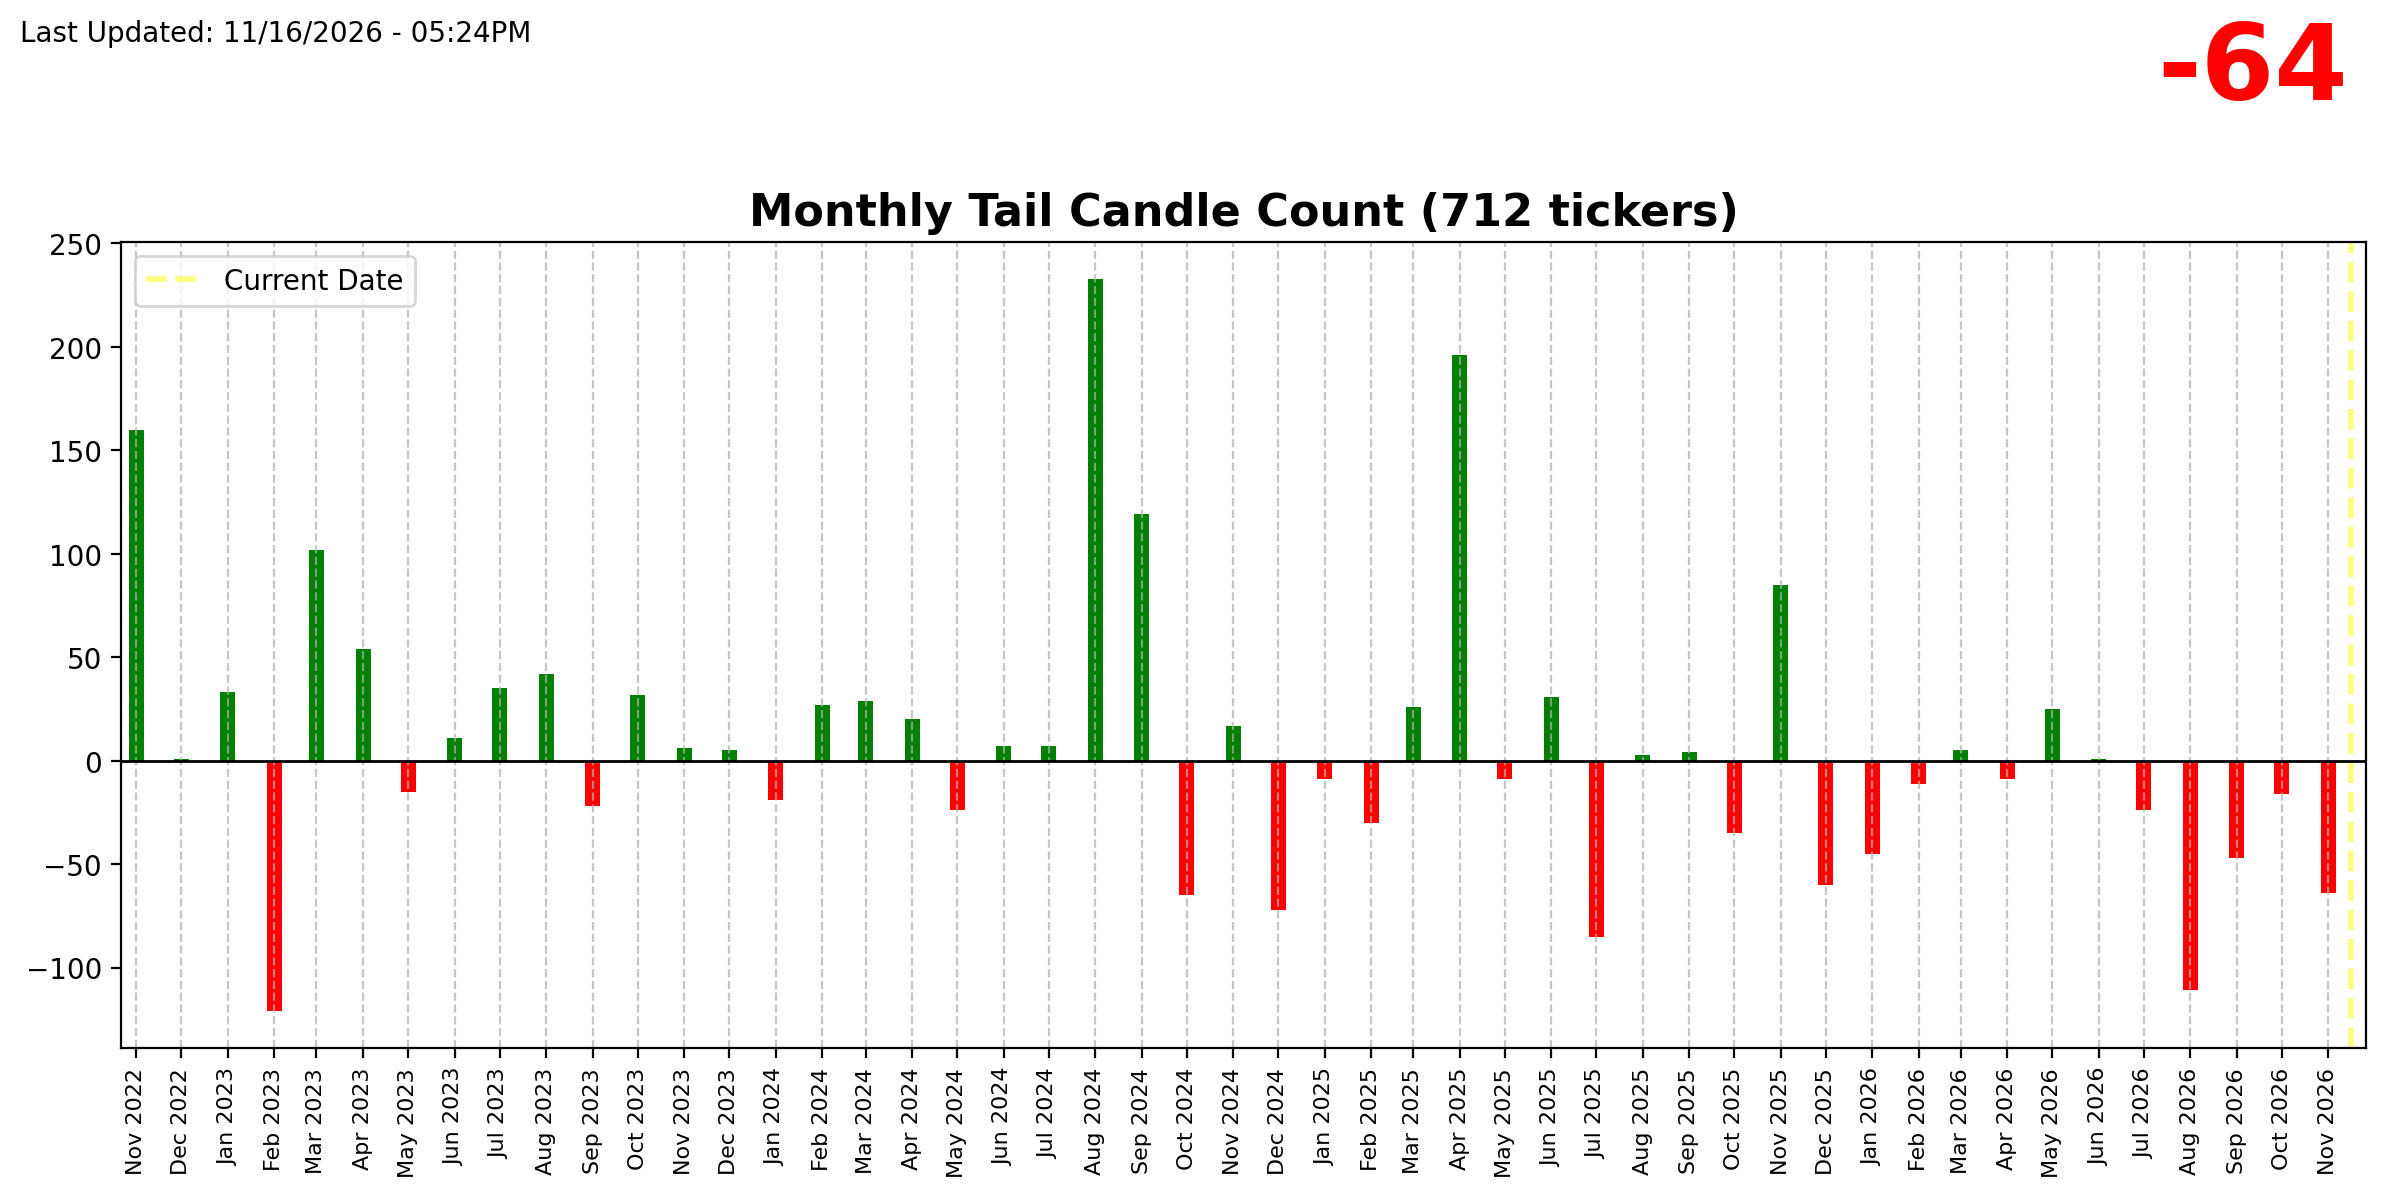 Last Updated: 11/16/2026 - 05:24PM
-64
Monthly Tail Candle Count (712 tickers)
Current Date
250
200
150
100
50
0
−50
−100
Nov 2022
Dec 2022
Jan 2023
Feb 2023
Mar 2023
Apr 2023
May 2023
Jun 2023
Jul 2023
Aug 2023
Sep 2023
Oct 2023
Nov 2023
Dec 2023
Jan 2024
Feb 2024
Mar 2024
Apr 2024
May 2024
Jun 2024
Jul 2024
Aug 2024
Sep 2024
Oct 2024
Nov 2024
Dec 2024
Jan 2025
Feb 2025
Mar 2025
Apr 2025
May 2025
Jun 2025
Jul 2025
Aug 2025
Sep 2025
Oct 2025
Nov 2025
Dec 2025
Jan 2026
Feb 2026
Mar 2026
Apr 2026
May 2026
Jun 2026
Jul 2026
Aug 2026
Sep 2026
Oct 2026
Nov 2026